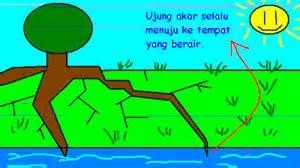 Ujung akar selalu
menuju ke tempat
yang berair.